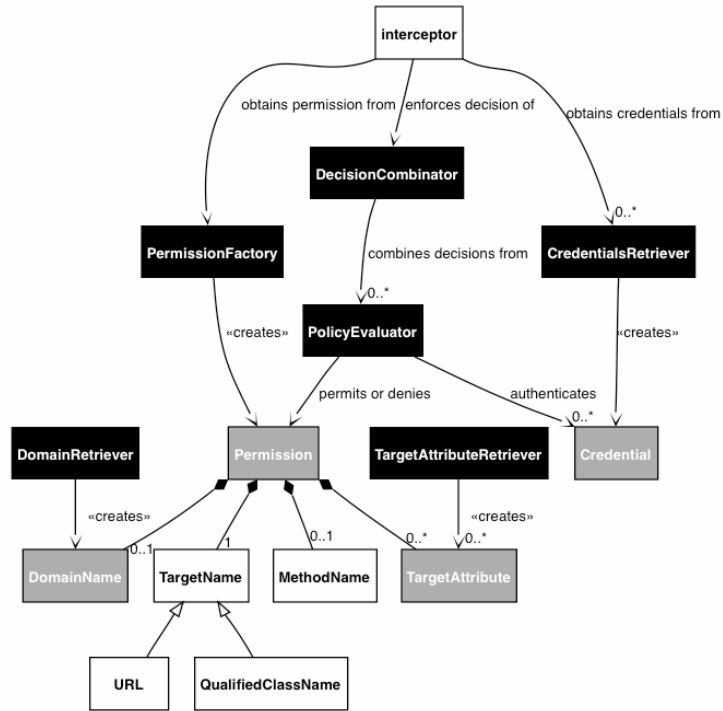 interceptor
obtains permission from
enforces decision of
obtains credentials from
DecisionCombinator
0..*
PermissionFactory
combines decisions from
CredentialsRetriever
0..*
«creates»
PolicyEvaluator
«creates»
permits or denies
authenticates
0..*
DomainRetriever
Permission
TargetAttributeRetriever
Credential
«creates»
«creates»
0..1
1
0..1
0..*
0..*
DomainName
TargetName
MethodName
TargetAttribute
URL
QualifiedClassName